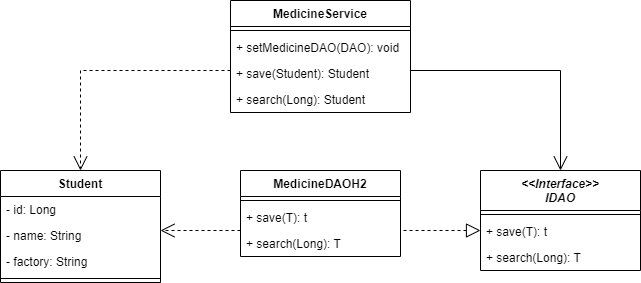 MedicineService
+ setMedicineDAO(DAO): void
+ save(Student): Student
+ search(Long): Student
Student
- id: Long
- name: String
- factory: String
MedicineDAOH2
+ save(T): t
+ search(Long): T
<<Interface>>
IDAO
+ save(T): t
+ search(Long): T